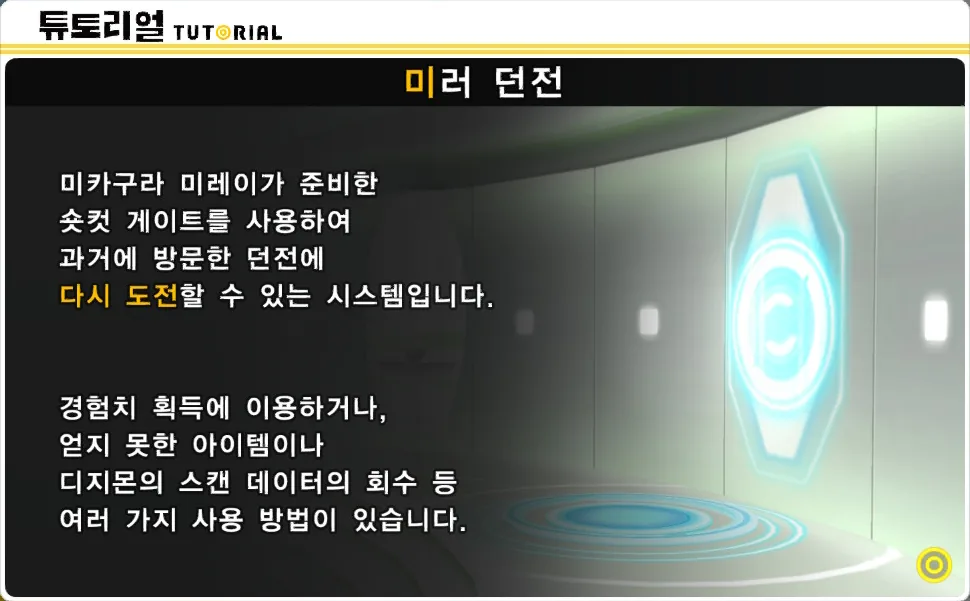 튜토리얼 TUTORIAL
미러 던전
미카구라 미레이가 준비한
숏컷 게이트를 사용하여
과거에 방문한 던전에
다시 도전할 수 있는 시스템입니다.
경험치 획득에 이용하거나,
얻지 못한 아이템이나
디지몬의 스캔 데이터의 회수 등
여러 가지 사용 방법이 있습니다.